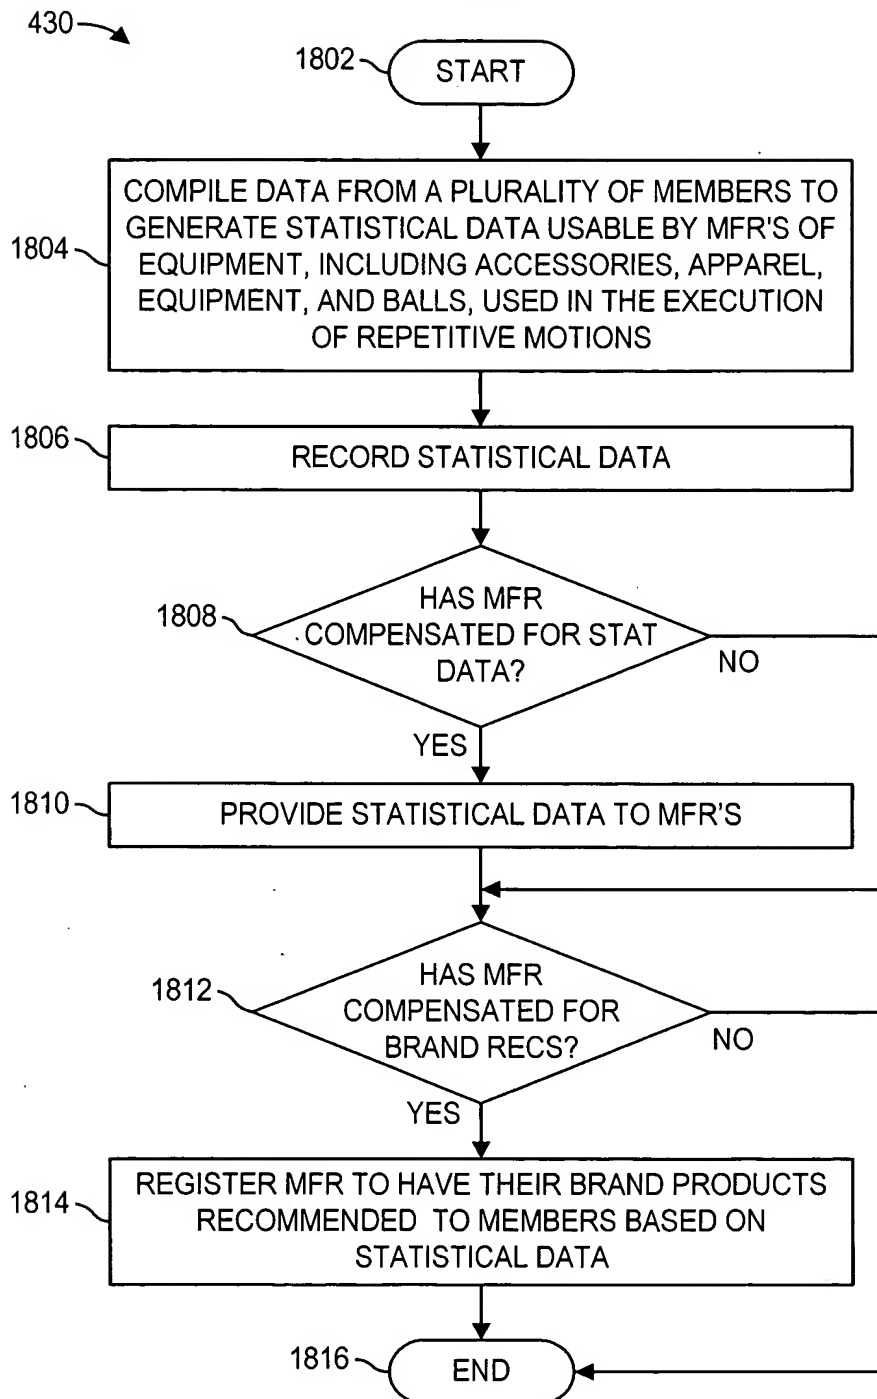 430
1802
START
COMPILE DATA FROM A PLURALITY OF MEMBERS TO
GENERATE STATISTICAL DATA USABLE BY MFR'S OF
1804
EQUIPMENT, INCLUDING ACCESSORIES, APPAREL,
EQUIPMENT, AND BALLS, USED IN THE EXECUTION
OF REPETITIVE MOTIONS
1806
RECORD STATISTICAL DATA
1808
HAS MFR
COMPENSATED FOR STAT
DATA?
NO
YES
1810
PROVIDE STATISTICAL DATA TO MFR'S
1812
HAS MFR
COMPENSATED FOR
BRAND RECS?
NO
YES
1814
REGISTER MFR TO HAVE THEIR BRAND PRODUCTS
RECOMMENDED TO MEMBERS BASED ON
STATISTICAL DATA
1816
END